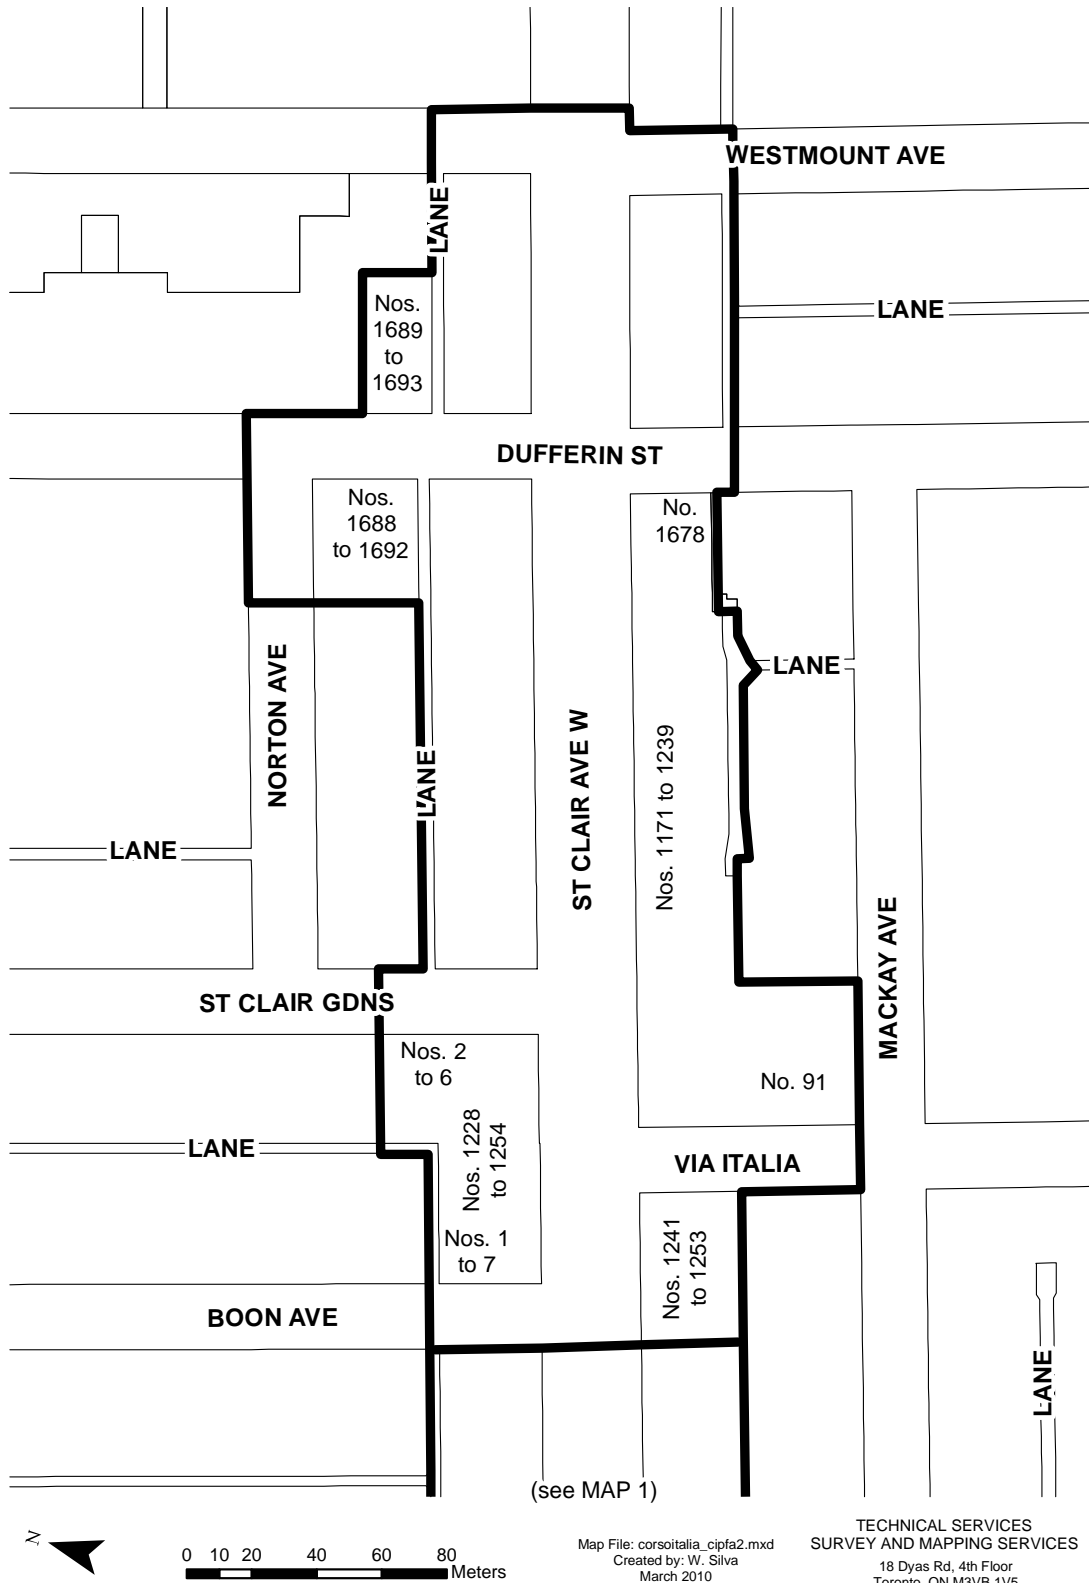 WESTMOUNT AVE
LANE
Nos.
1689
to
1693
LANE
DUFFERIN ST
Nos.
1688
to 1692
No.
1678
NORTON AVE
LANE
ST CLAIR AVE W
Nos. 1171 to 1239
LANE
LANE
MACKAY AVE
ST CLAIR GDNS
Nos. 2
to 6
No. 91
Nos. 1228
to 1254
LANE
VIA ITALIA
Nos. 1
to 7
Nos. 1241
to 1253
BOON AVE
LANE
(see MAP 1)
N
0 10 20 40 60 80
Meters
Map File: corsoitalia_cipfa2.mxd
Created by: W. Silva
March 2010
TECHNICAL SERVICES
SURVEY AND MAPPING SERVICES
18 Dyas Rd, 4th Floor
Toronto, ON M3VB 1V5